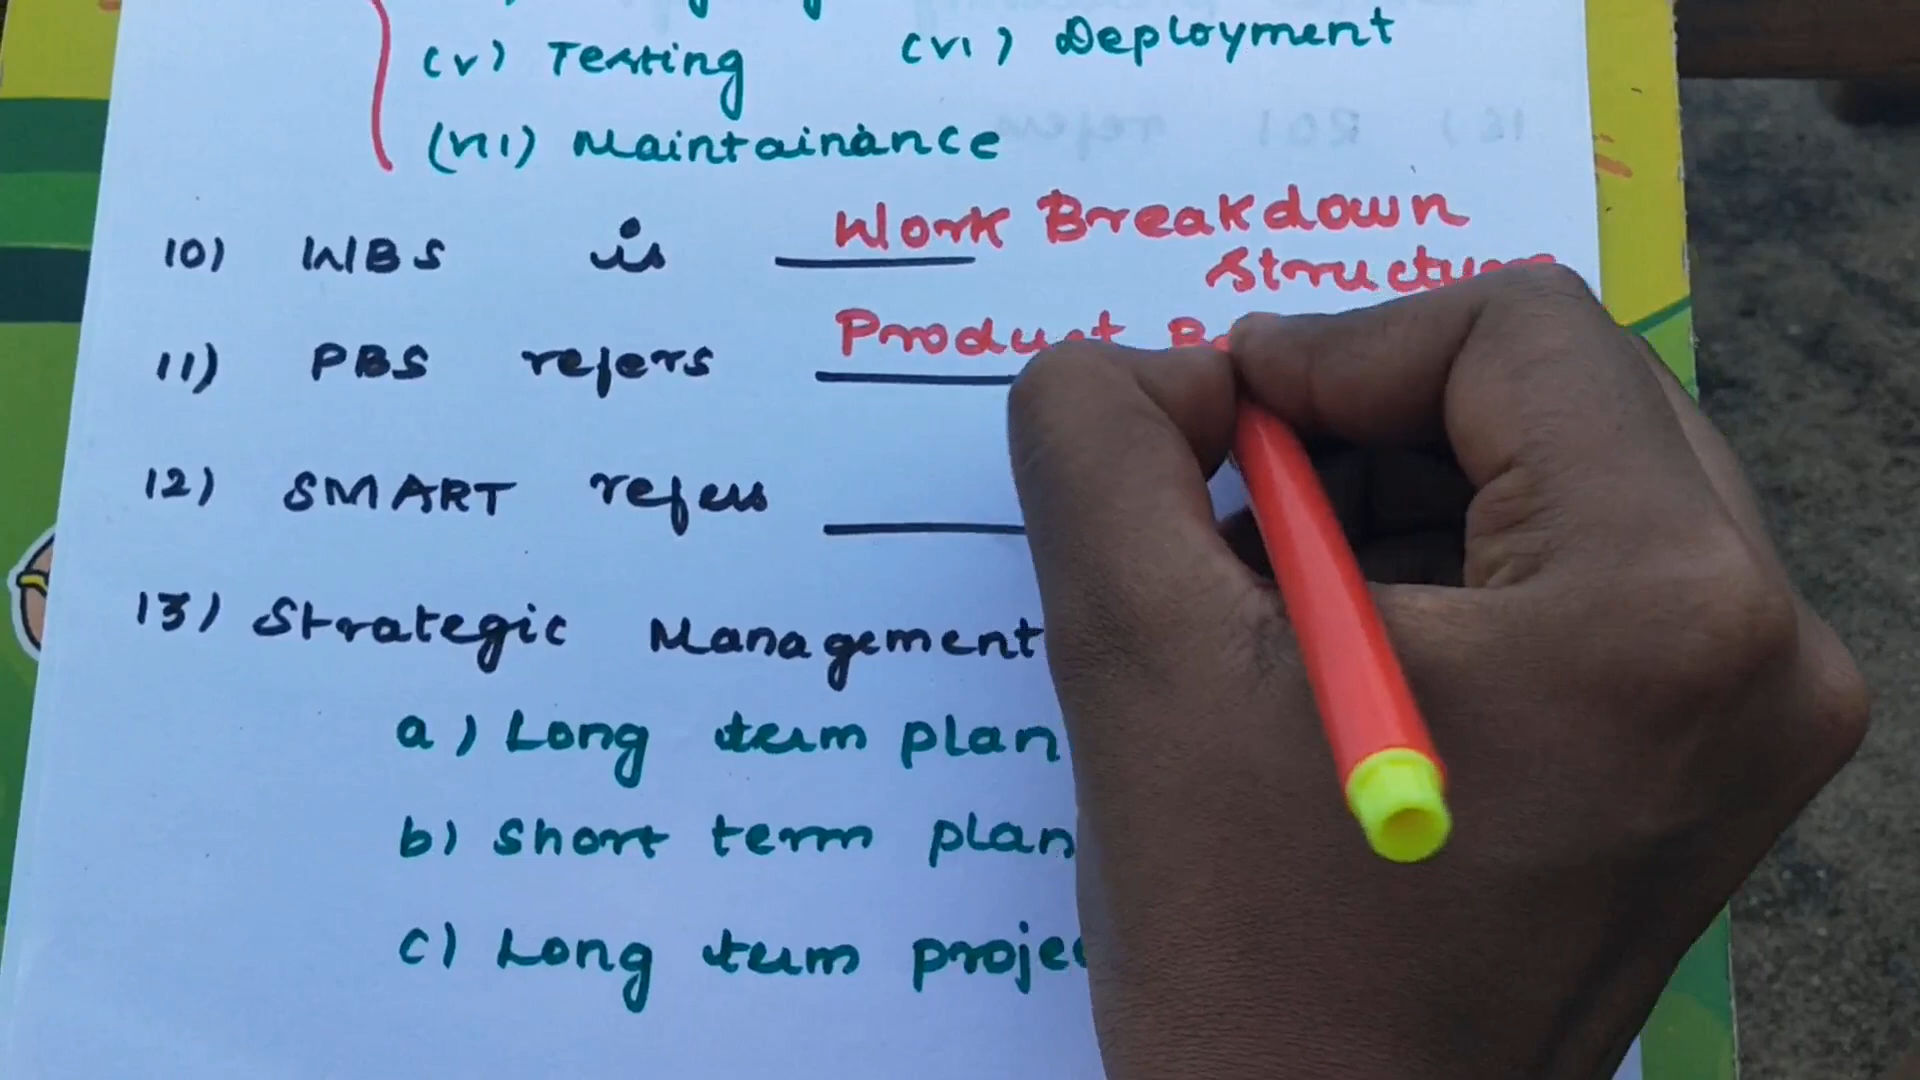 (v) Testing (vi) Deployment
(vii) Maintainance
10) WBS is Work Breakdown
Structure
11) PBS refers Product
12) SMART refers
13) Strategic Management
a) Long term plan
b) short term plan
c) Long term